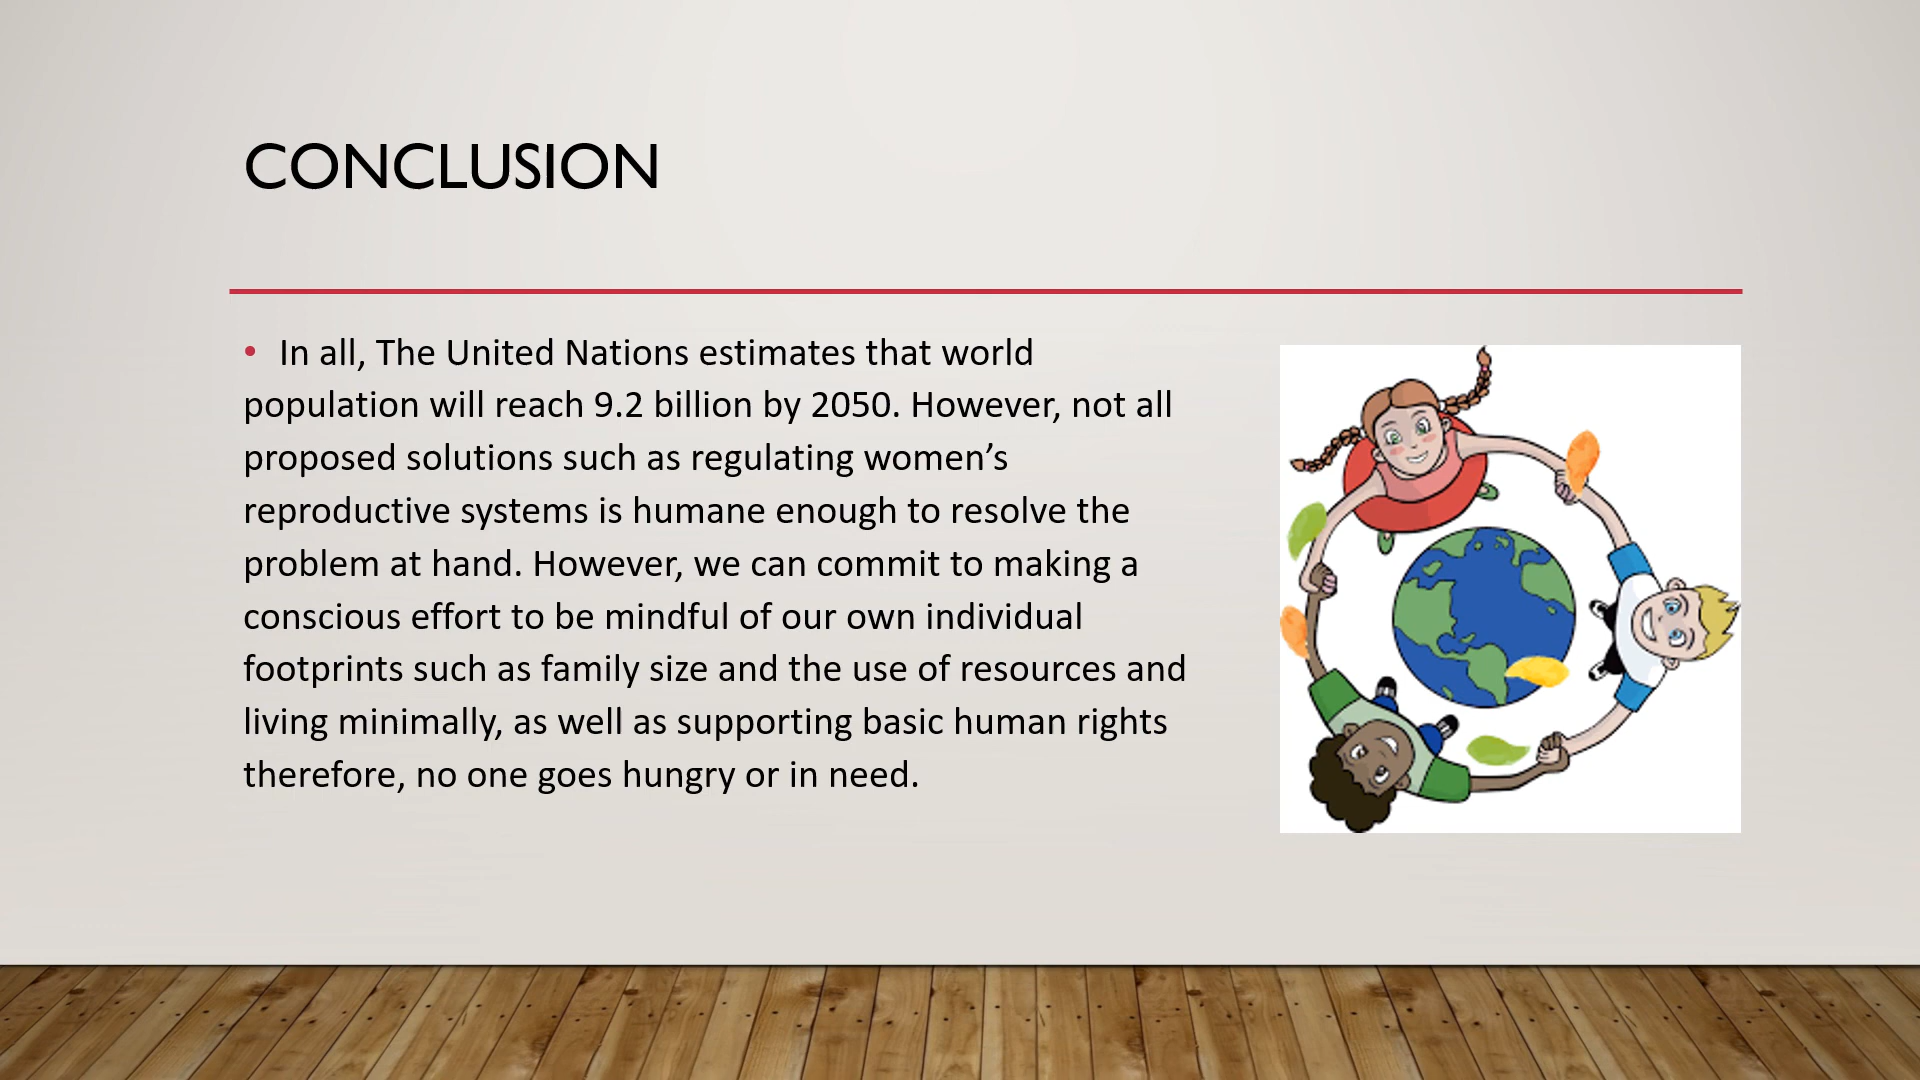 CONCLUSION
• In all, The United Nations estimates that world
population will reach 9.2 billion by 2050. However, not all
proposed solutions such as regulating women’s
reproductive systems is humane enough to resolve the
problem at hand. However, we can commit to making a
conscious effort to be mindful of our own individual
footprints such as family size and the use of resources and
living minimally, as well as supporting basic human rights
therefore, no one goes hungry or in need.